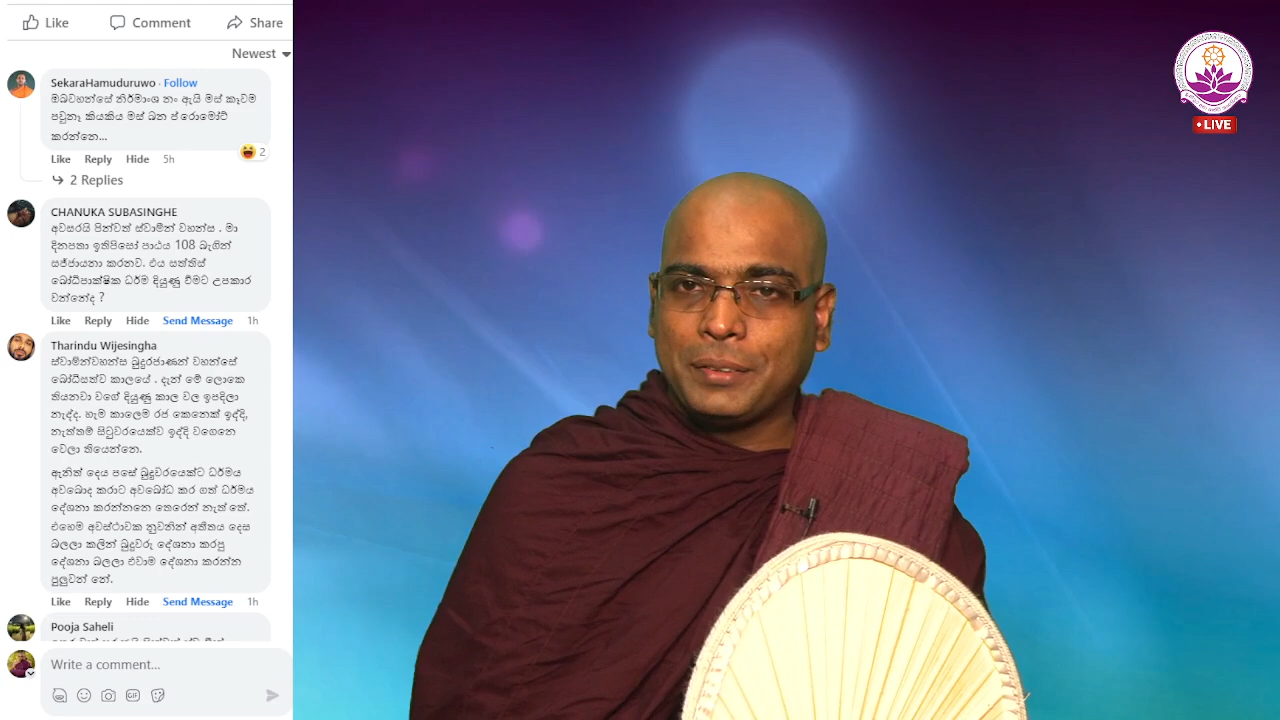 Like Comment Share
Newest
SekaraHamuduruwo · Follow
ඔබවහන්සේ නිර්මාංශ නං ඇයි මස් කෑවම
පවුනෑ කියකිය මස් බන ප්‍රොමෝට්
කරන්නෙ...
2
Like Reply Hide 5h
2 Replies
CHANUKA SUBASINGHE
අවසරයි පින්වත් ස්වාමීන් වහන්ස . මා
දිනපතා ඉතිපිසෝ පාඨය 108 බැගින්
සජ්ඣායනා කරනව. එය සත්තිස්
බෝධිපාක්ෂික ධර්ම දියුණු වීමට උපකාර
වන්නේද ?
Like Reply Hide Send Message 1h
Tharindu Wijesingha
ස්වාමින්වහන්ස බුදුරජාණන් වහන්සේ
බෝධිසත්ව කාලයේ . දැන් මේ ලොකෙ
තියනවා වගේ දියුණු කාල වල ඉපදිලා
නැද්ද. හැම කාලෙම රජ කෙනෙක් ඉද්දි,
නැත්තම් සිටුවරයෙක්ව ඉද්දි වගෙනෙ
වෙලා තියෙන්නෙ.
ඇනිත් දෙය පසේ බුදුවරයෙක්ට ධර්මය
අවබොද කරාට අවබෝධ කර ගත් ධර්මය
දේශනා කරන්නනෙ තෙරෙන් නැත් තේ.
එහෙම අවස්ථාවක නුවනින් අතීතය දෙස
බලලා කලින් බුදුවරු දේශනා කරපු
දේශනා බලලා ඒවාම දේශනා කරන්න
පුලුවන් නේ.
Like Reply Hide Send Message 1h
Pooja Saheli
Write a comment...
GIF
LIVE